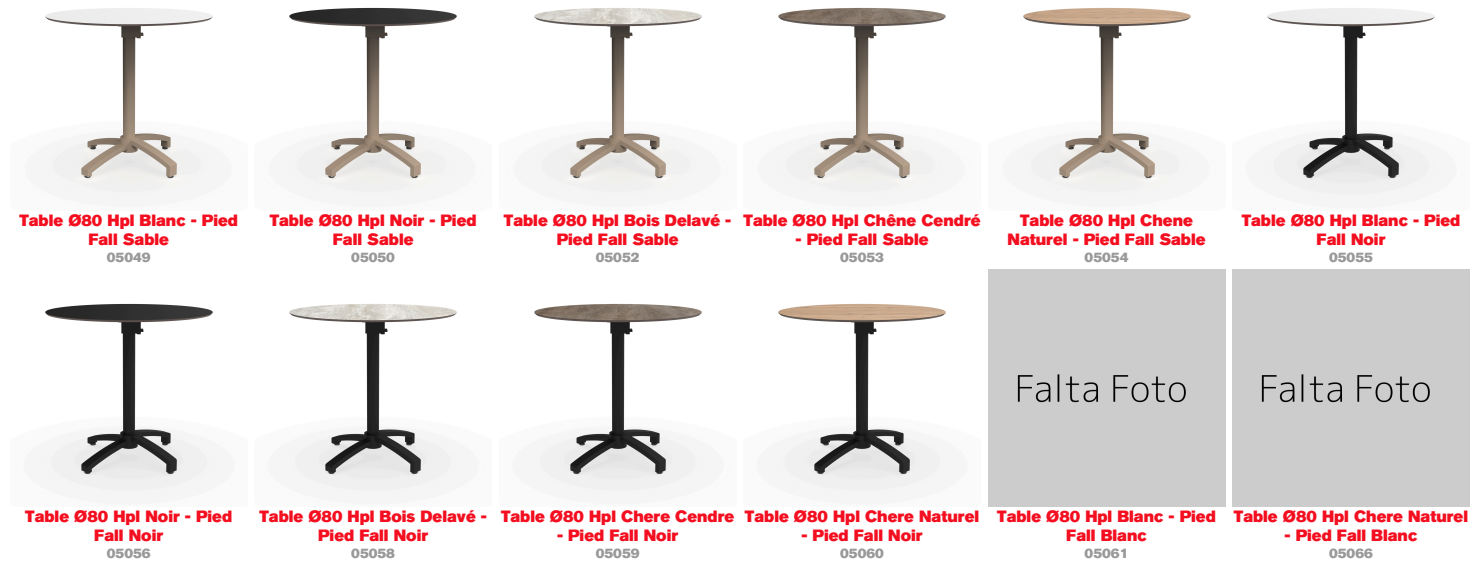 Table Ø80 Hpl Blanc - Pied
Fall Sable
05049
Table Ø80 Hpl Noir - Pied
Fall Sable
05050
Table Ø80 Hpl Bois Delavé -
Pied Fall Sable
05052
Table Ø80 Hpl Chêne Cendré
- Pied Fall Sable
05053
Table Ø80 Hpl Chene
Naturel - Pied Fall Sable
05054
Table Ø80 Hpl Blanc - Pied
Fall Noir
05055
Table Ø80 Hpl Noir - Pied
Fall Noir
05056
Table Ø80 Hpl Bois Delavé -
Pied Fall Noir
05058
Table Ø80 Hpl Chere Cendre
- Pied Fall Noir
05059
Table Ø80 Hpl Chere Naturel
- Pied Fall Noir
05060
Falta Foto
Table Ø80 Hpl Blanc - Pied
Fall Blanc
05061
Falta Foto
Table Ø80 Hpl Chere Naturel
- Pied Fall Blanc
05066